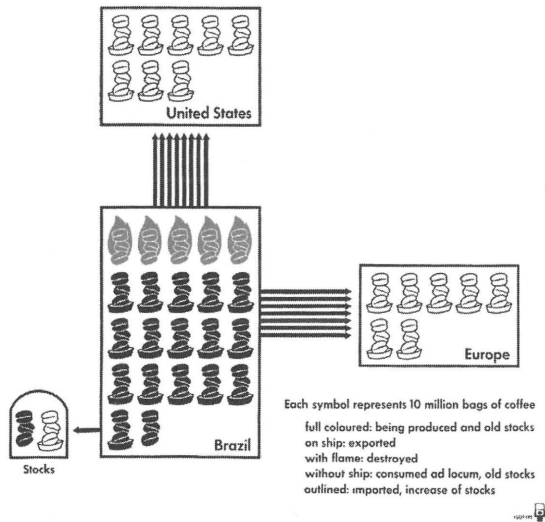 United States
Europe
Brazil
Stocks
Each symbol represents 10 million bags of coffee
full coloured: being produced and old stocks
on ship: exported
with flame: destroyed
without ship: consumed ad locum, old stocks
outlined: imported, increase of stocks